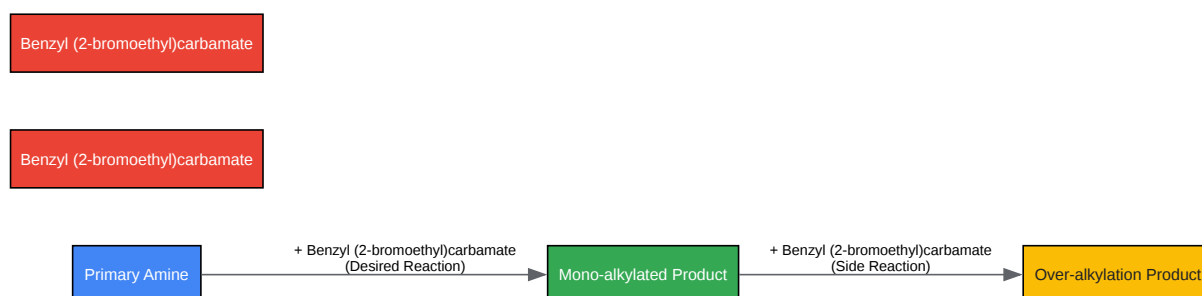 Benzyl (2-bromoethyl)carbamate
Benzyl (2-bromoethyl)carbamate
Primary Amine
+ Benzyl (2-bromoethyl)carbamate
(Desired Reaction)
Mono-alkylated Product
+ Benzyl (2-bromoethyl)carbamate
(Side Reaction)
Over-alkylation Product